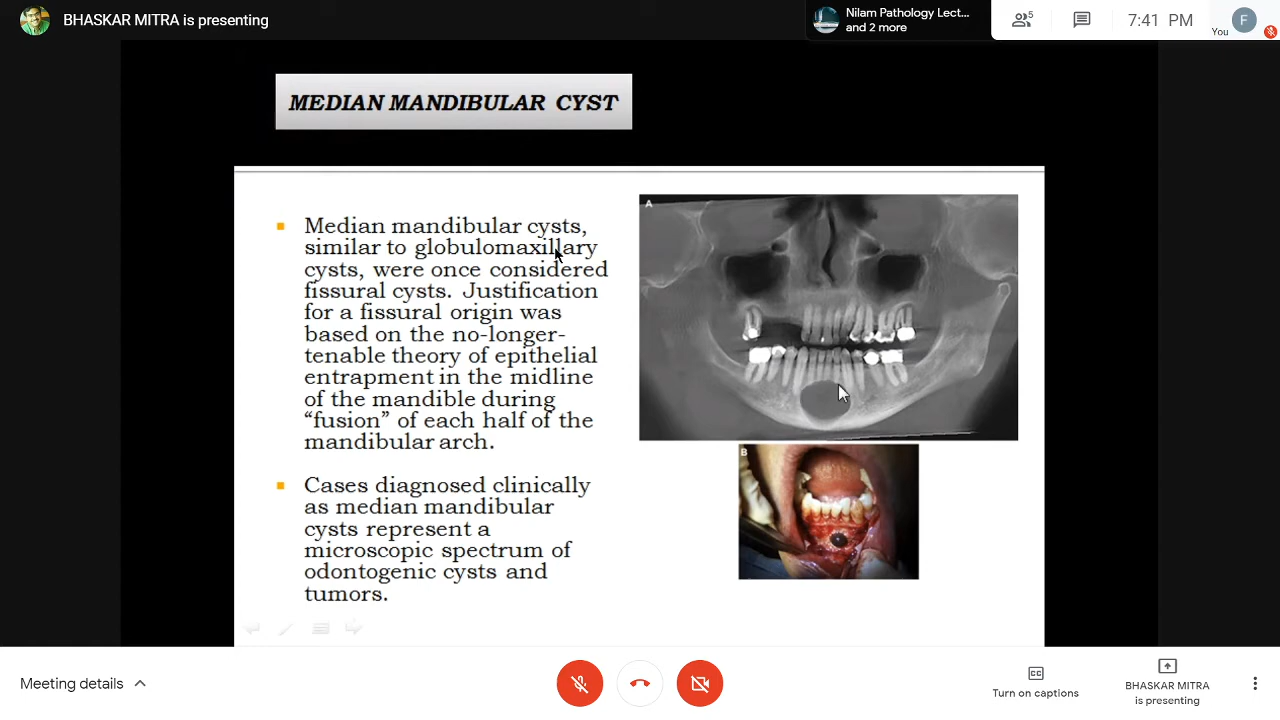 BHASKAR MITRA is presenting
Nilam Pathology Lect...
and 2 more
5
7:41 PM
You
F
MEDIAN MANDIBULAR CYST
Median mandibular cysts,
similar to globulomaxillary
cysts, were once considered
fissural cysts. Justification
for a fissural origin was
based on the no-longer-
tenable theory of epithelial
entrapment in the midline
of the mandible during
“fusion” of each half of the
mandibular arch.
Cases diagnosed clinically
as median mandibular
cysts represent a
microscopic spectrum of
odontogenic cysts and
tumors.
A
B
Meeting details
CC
Turn on captions
BHASKAR MITRA
is presenting